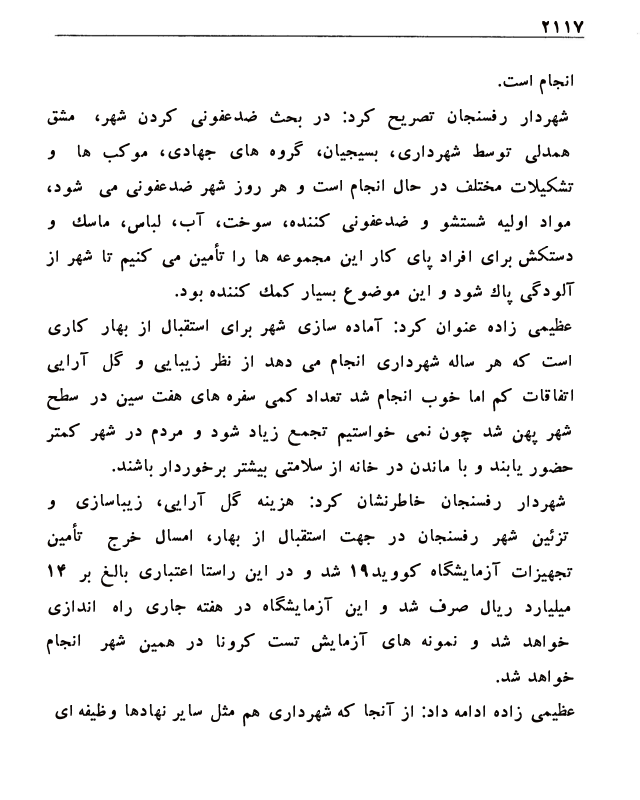 ۲۱۱۷
انجام است.
شهردار رفسنجان تصریح کرد: در بحث ضدعفونی کردن شهر، مشق
همدلی توسط شهرداری، بسیجیان، گروه های جهادی، موکب ها و
تشکیلات مختلف در حال انجام است و هر روز شهر ضدعفونی می شود،
مواد اولیه شستشو و ضدعفونی کننده، سوخت، آب، لباس، ماسك و
دستکش برای افراد پای کار این مجموعه ها را تأمین می کنیم تا شهر از
آلودگی پاك شود و این موضوع بسیار کمك کننده بود.
عظیمی زاده عنوان کرد: آماده سازی شهر برای استقبال از بهار کاری
است که هر ساله شهرداری انجام می دهد از نظر زیبایی و گل آرایی
اتفاقات کم اما خوب انجام شد تعداد کمی سفره های هفت سین در سطح
شهر پهن شد چون نمی خواستیم تجمع زیاد شود و مردم در شهر کمتر
حضور یابند و با ماندن در خانه از سلامتی بیشتر برخوردار باشند.
شهردار رفسنجان خاطرنشان کرد: هزینه گل آرایی، زیباسازی و
تزئین شهر رفسنجان در جهت استقبال از بهار، امسال خرج تأمین
تجهیزات آزمایشگاه کووید۱۹ شد و در این راستا اعتباری بالغ بر ۱۴
میلیارد ریال صرف شد و این آزمایشگاه در هفته جاری راه اندازی
خواهد شد و نمونه های آزمایش تست کرونا در همین شهر انجام
خواهد شد.
عظیمی زاده ادامه داد: از آنجا که شهرداری هم مثل سایر نهادها وظیفه ای